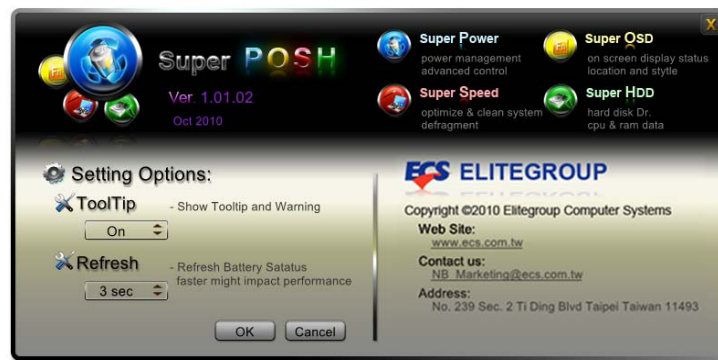 X
Super POSH
Ver. 1.01.02
Oct 2010
Super Power
power management
advanced control
Super OSD
on screen display status
location and stytle
Super Speed
optimize & clean system
defragment
Super HDD
hard disk Dr.
cpu & ram data
Setting Options:
ToolTip - Show Tooltip and Warning
On
Refresh - Refresh Battery Satatus
faster might impact performance
3 sec
OK Cancel
ECS ELITEGROUP
Copyright ©2010 Elitegroup Computer Systems
Web Site:
www.ecs.com.tw
Contact us:
NB_Marketing@ecs.com.tw
Address:
No. 239 Sec. 2 Ti Ding Blvd Taipei Taiwan 11493